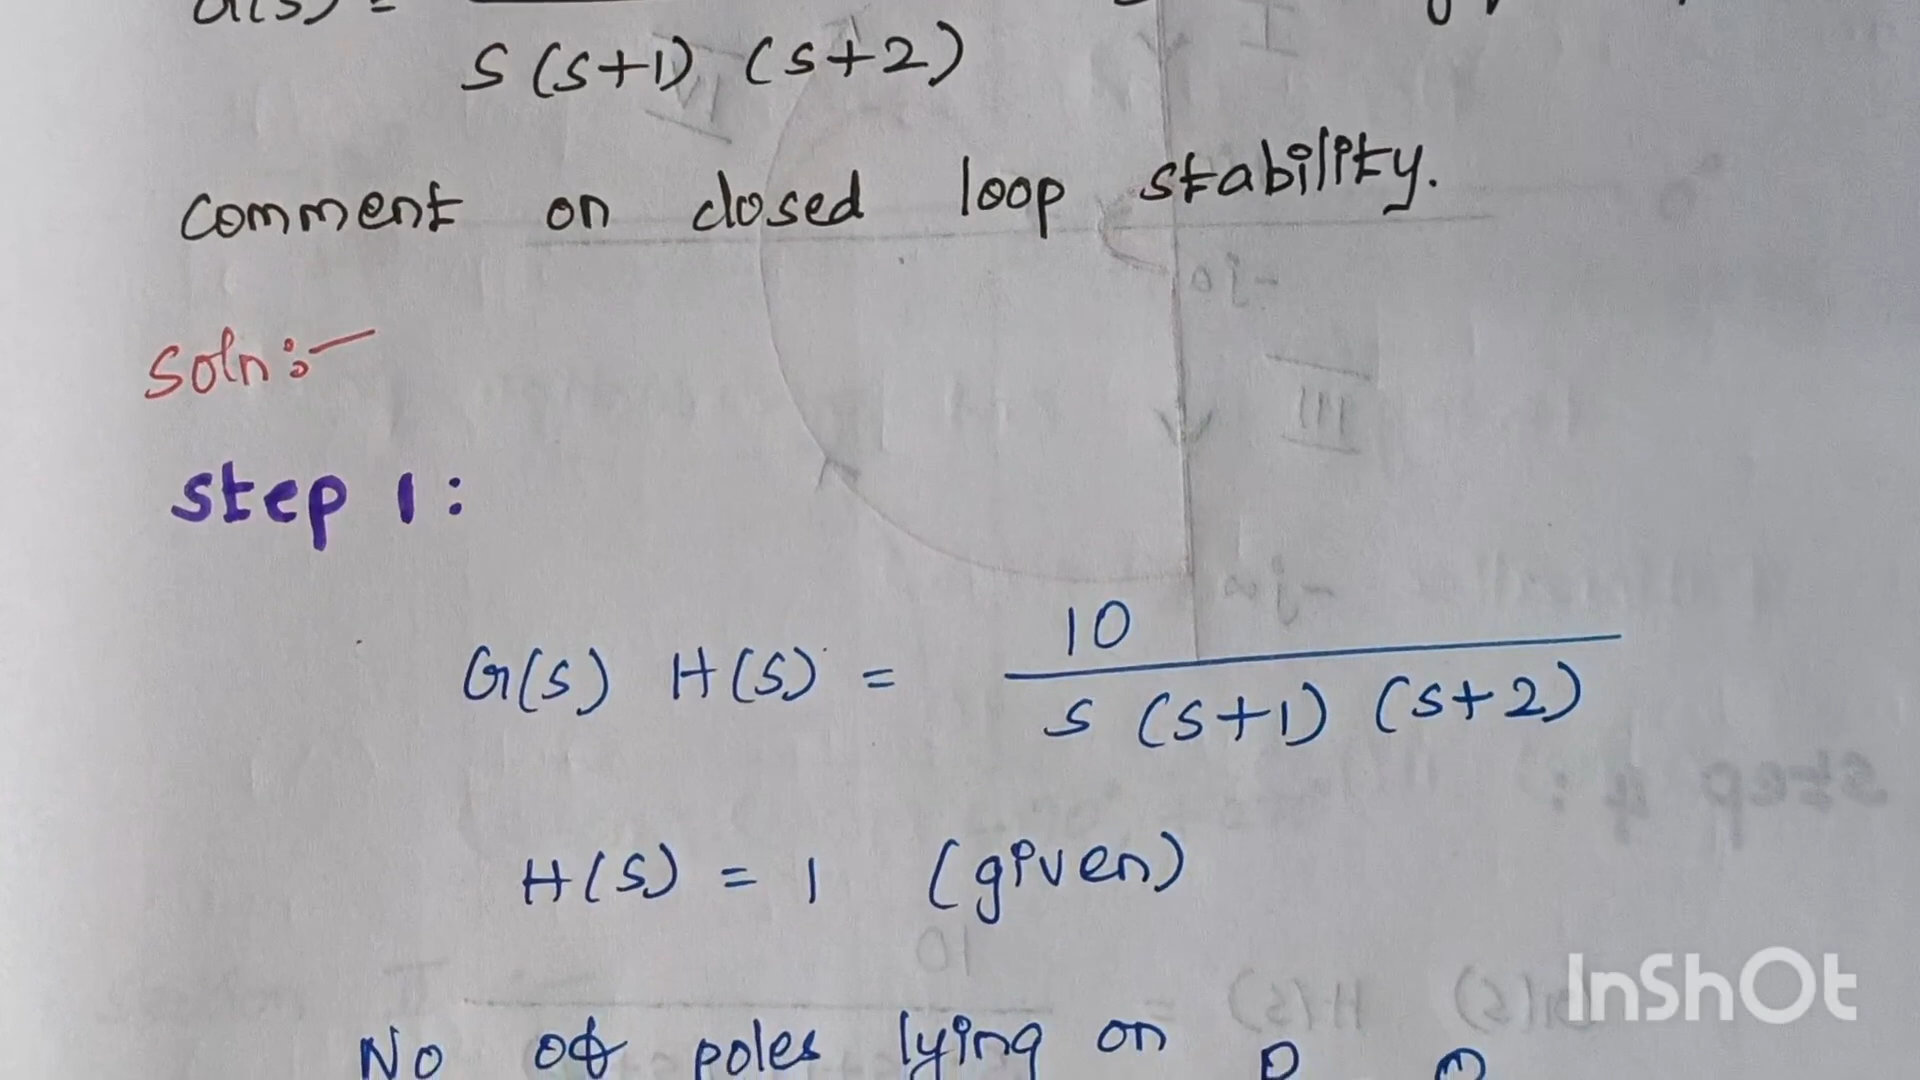 G(s) =
s(s+1) (s+2)
comment on closed loop stability.
soln:-
step 1:
G(s) H(s) = 10
s (s+1) (s+2)
H(s) = 1 (given)
No of poles lying on
InShOt